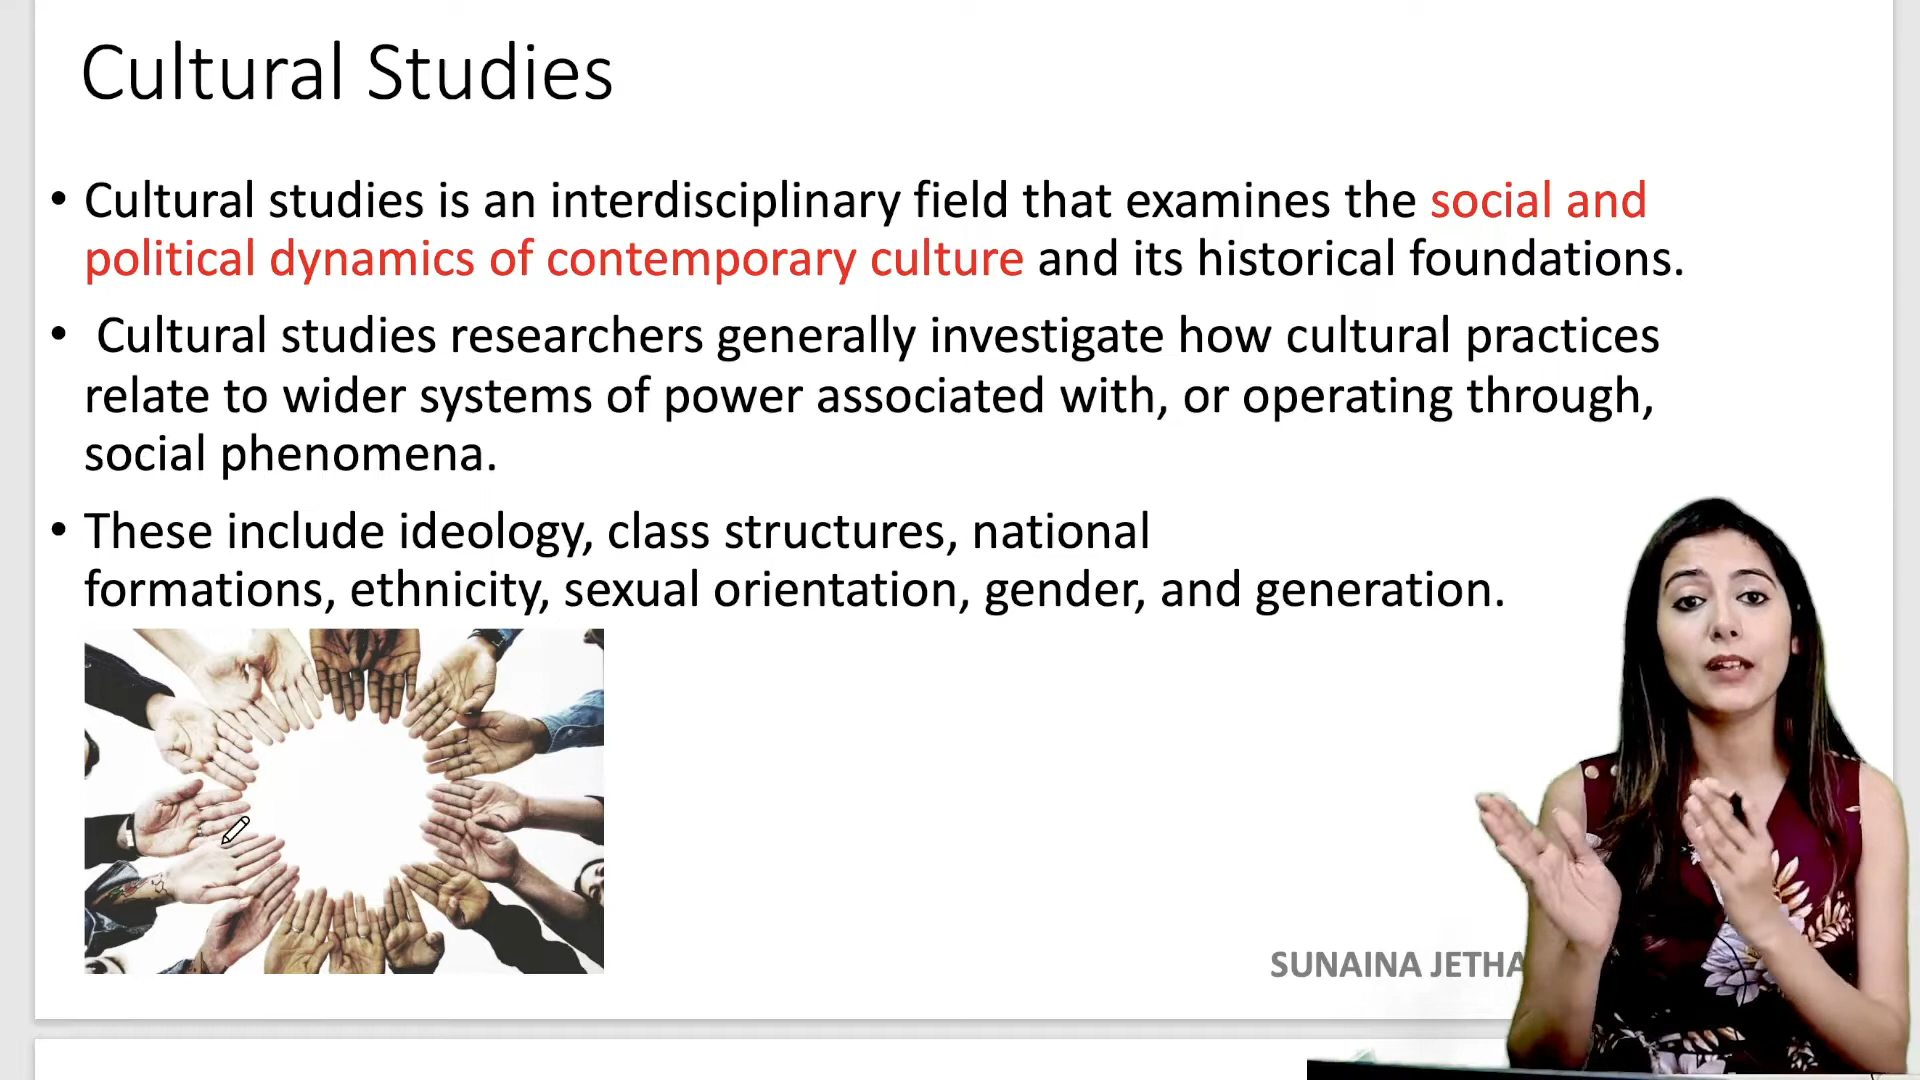 Cultural Studies
• Cultural studies is an interdisciplinary field that examines the social and
political dynamics of contemporary culture and its historical foundations.
• Cultural studies researchers generally investigate how cultural practices
relate to wider systems of power associated with, or operating through,
social phenomena.
• These include ideology, class structures, national
formations, ethnicity, sexual orientation, gender, and generation.
SUNAINA